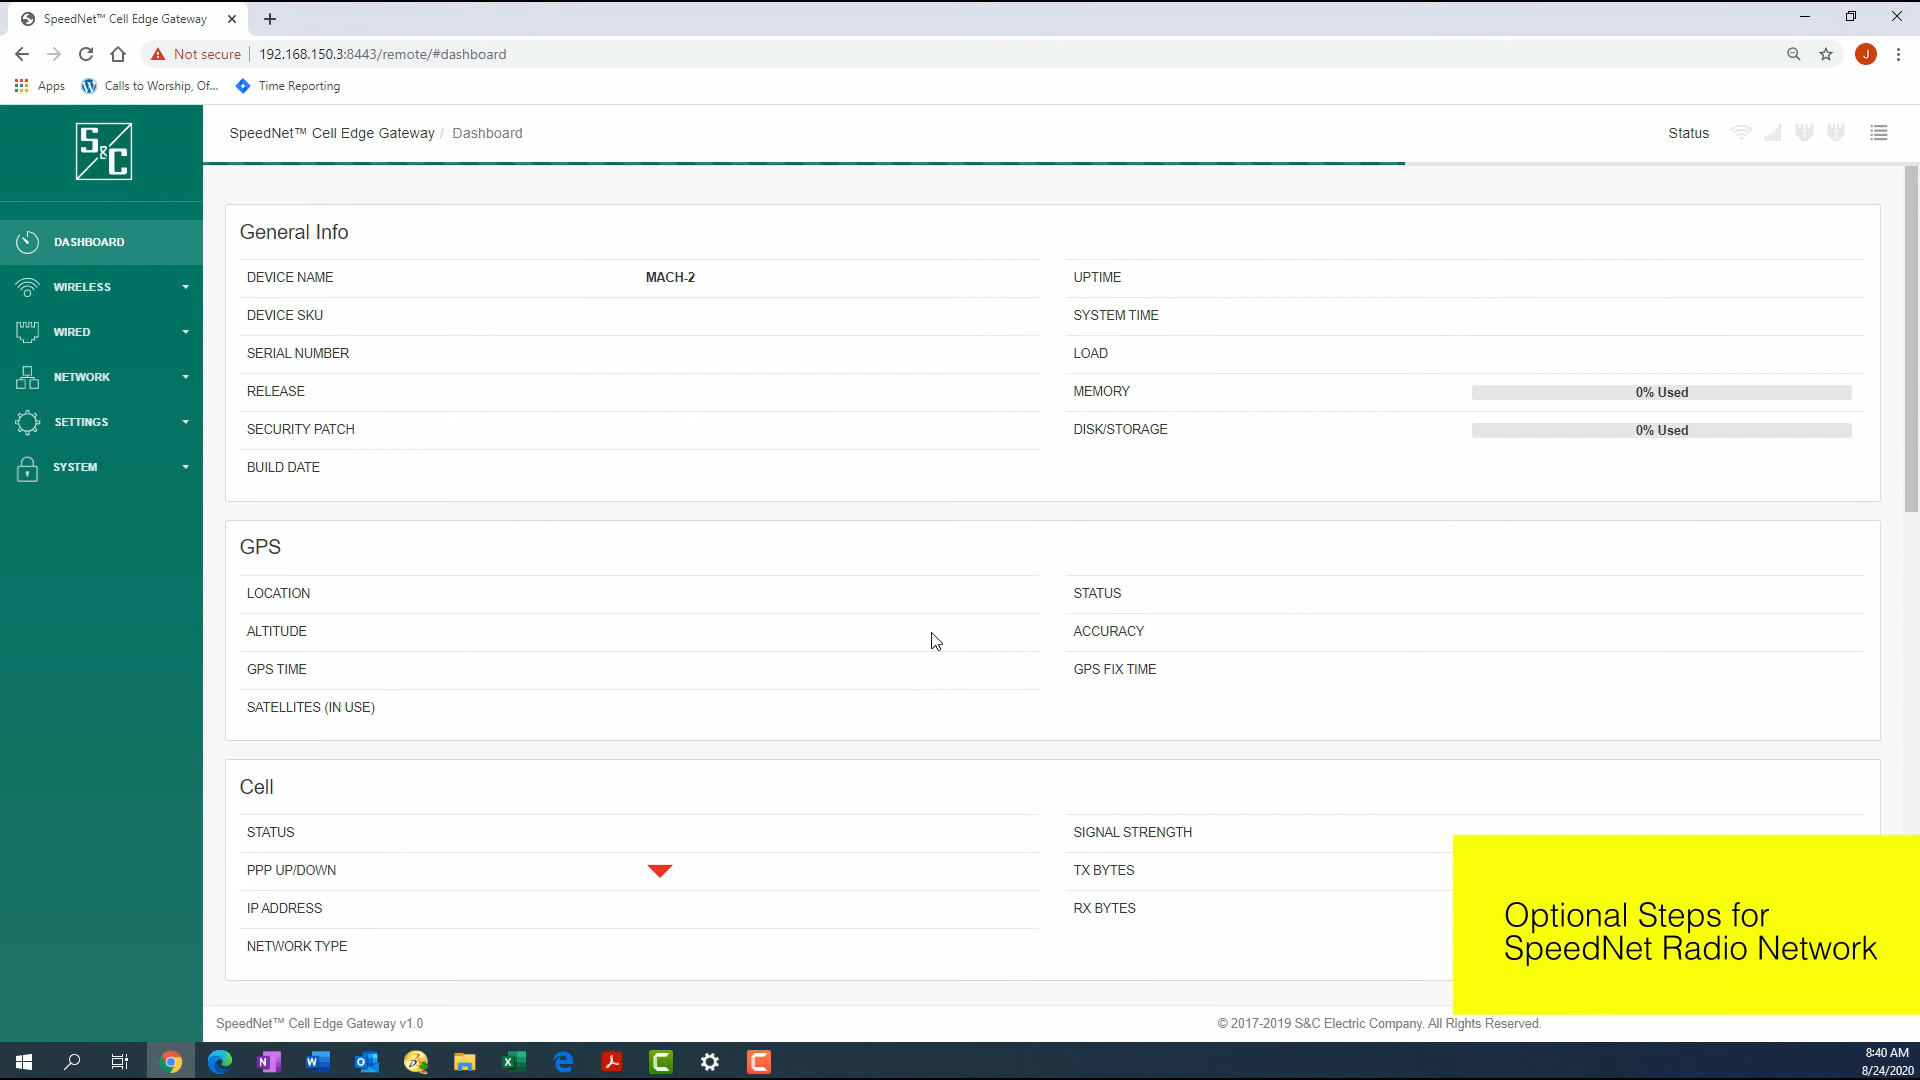 SpeedNet™ Cell Edge Gateway
Not secure
192.168.150.3:8443/remote/#dashboard
J
Apps
Calls to Worship, Of...
Time Reporting
S&C
SpeedNet™ Cell Edge Gateway / Dashboard
Status
1
2
DASHBOARD
WIRELESS
WIRED
NETWORK
SETTINGS
SYSTEM
General Info
DEVICE NAME MACH-2
DEVICE SKU
SERIAL NUMBER
RELEASE
SECURITY PATCH
BUILD DATE
UPTIME
SYSTEM TIME
LOAD
MEMORY 0% Used
DISK/STORAGE 0% Used
GPS
LOCATION
ALTITUDE
GPS TIME
SATELLITES (IN USE)
STATUS
ACCURACY
GPS FIX TIME
Cell
STATUS
PPP UP/DOWN
IP ADDRESS
NETWORK TYPE
SIGNAL STRENGTH
TX BYTES
RX BYTES
Optional Steps for
SpeedNet Radio Network
SpeedNet™ Cell Edge Gateway v1.0
© 2017-2019 S&C Electric Company. All Rights Reserved.
8:40 AM
8/24/2020